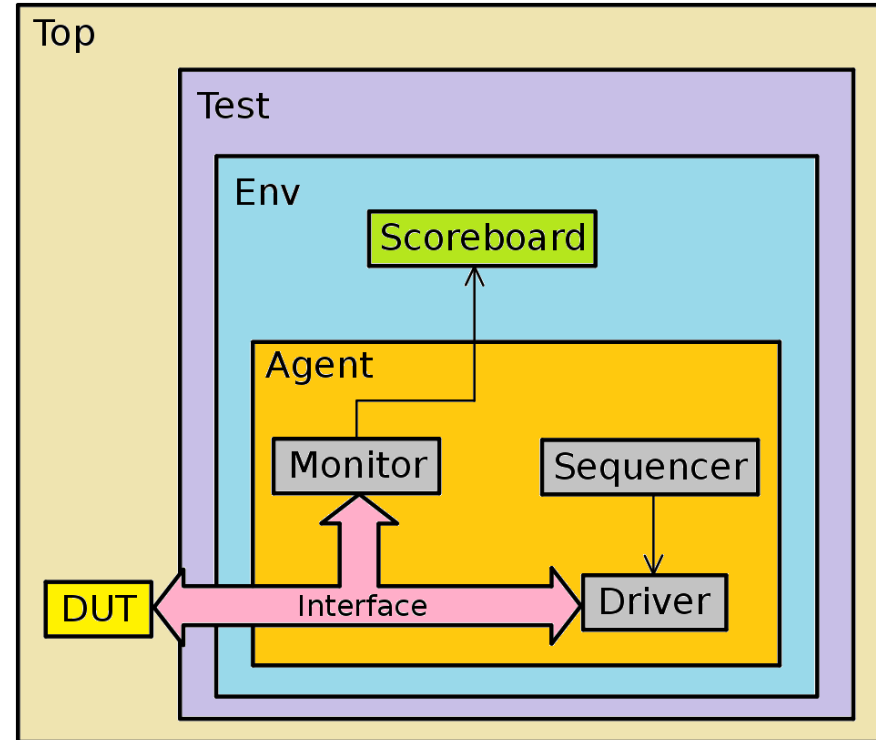 Top
Test
Env
Scoreboard
Agent
Monitor
Sequencer
DUT
Interface
Driver